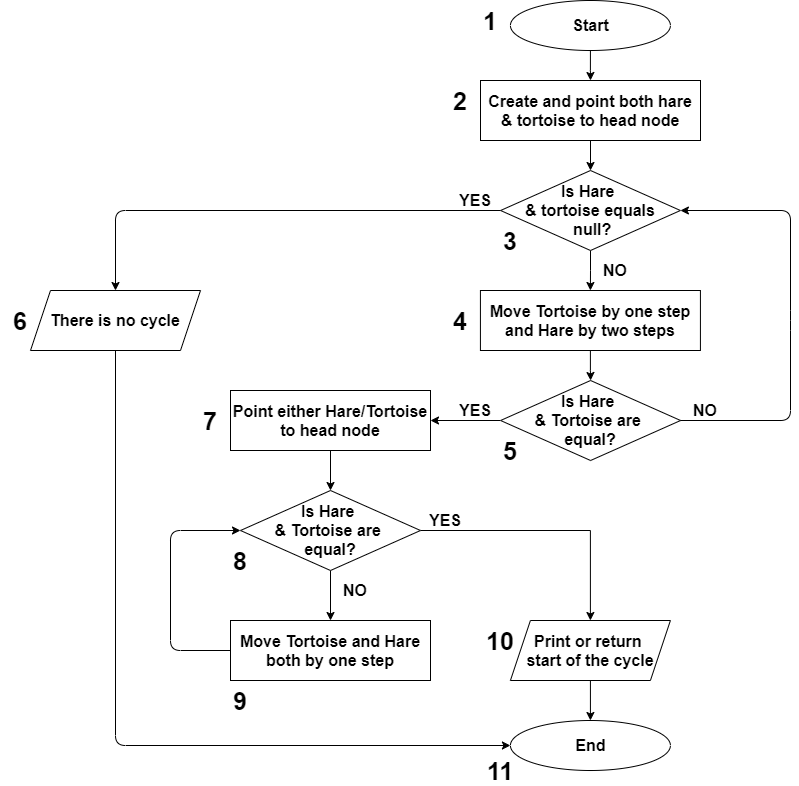 1
Start
2
Create and point both hare
& tortoise to head node
Is Hare
& tortoise equals
null?
3
YES
NO
6
There is no cycle
4
Move Tortoise by one step
and Hare by two steps
Is Hare
& Tortoise are
equal?
5
YES
NO
7
Point either Hare/Tortoise
to head node
Is Hare
& Tortoise are
equal?
8
YES
NO
Move Tortoise and Hare
both by one step
9
10
Print or return
start of the cycle
End
11